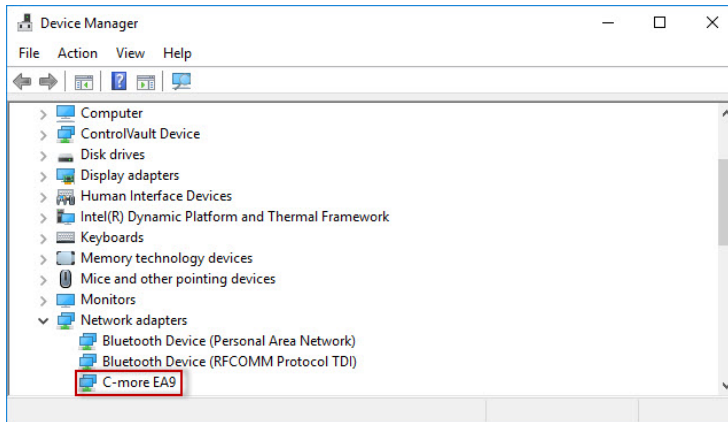 Device Manager
File Action View Help
Computer
ControlVault Device
Disk drives
Display adapters
Human Interface Devices
Intel(R) Dynamic Platform and Thermal Framework
Keyboards
Memory technology devices
Mice and other pointing devices
Monitors
Network adapters
Bluetooth Device (Personal Area Network)
Bluetooth Device (RFCOMM Protocol TDI)
C-more EA9